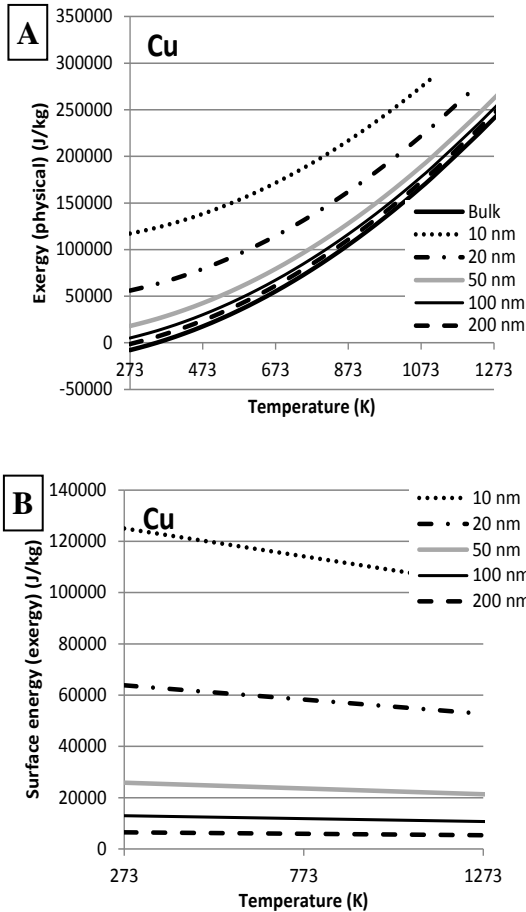 A
Cu
Exergy (physical) (J/kg)
350000
300000
250000
200000
150000
100000
50000
0
-50000
273
473
673
873
1073
1273
Temperature (K)
Bulk
10 nm
20 nm
50 nm
100 nm
200 nm
B
Cu
Surface energy (exergy) (J/kg)
140000
120000
100000
80000
60000
40000
20000
0
273
773
1273
Temperature (K)
10 nm
20 nm
50 nm
100 nm
200 nm